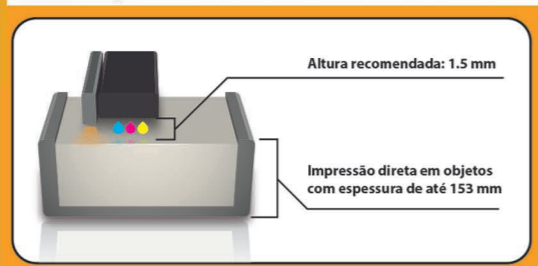 Altura recomendada: 1.5 mm
Impressão direta em objetos
com espessura de até 153 mm